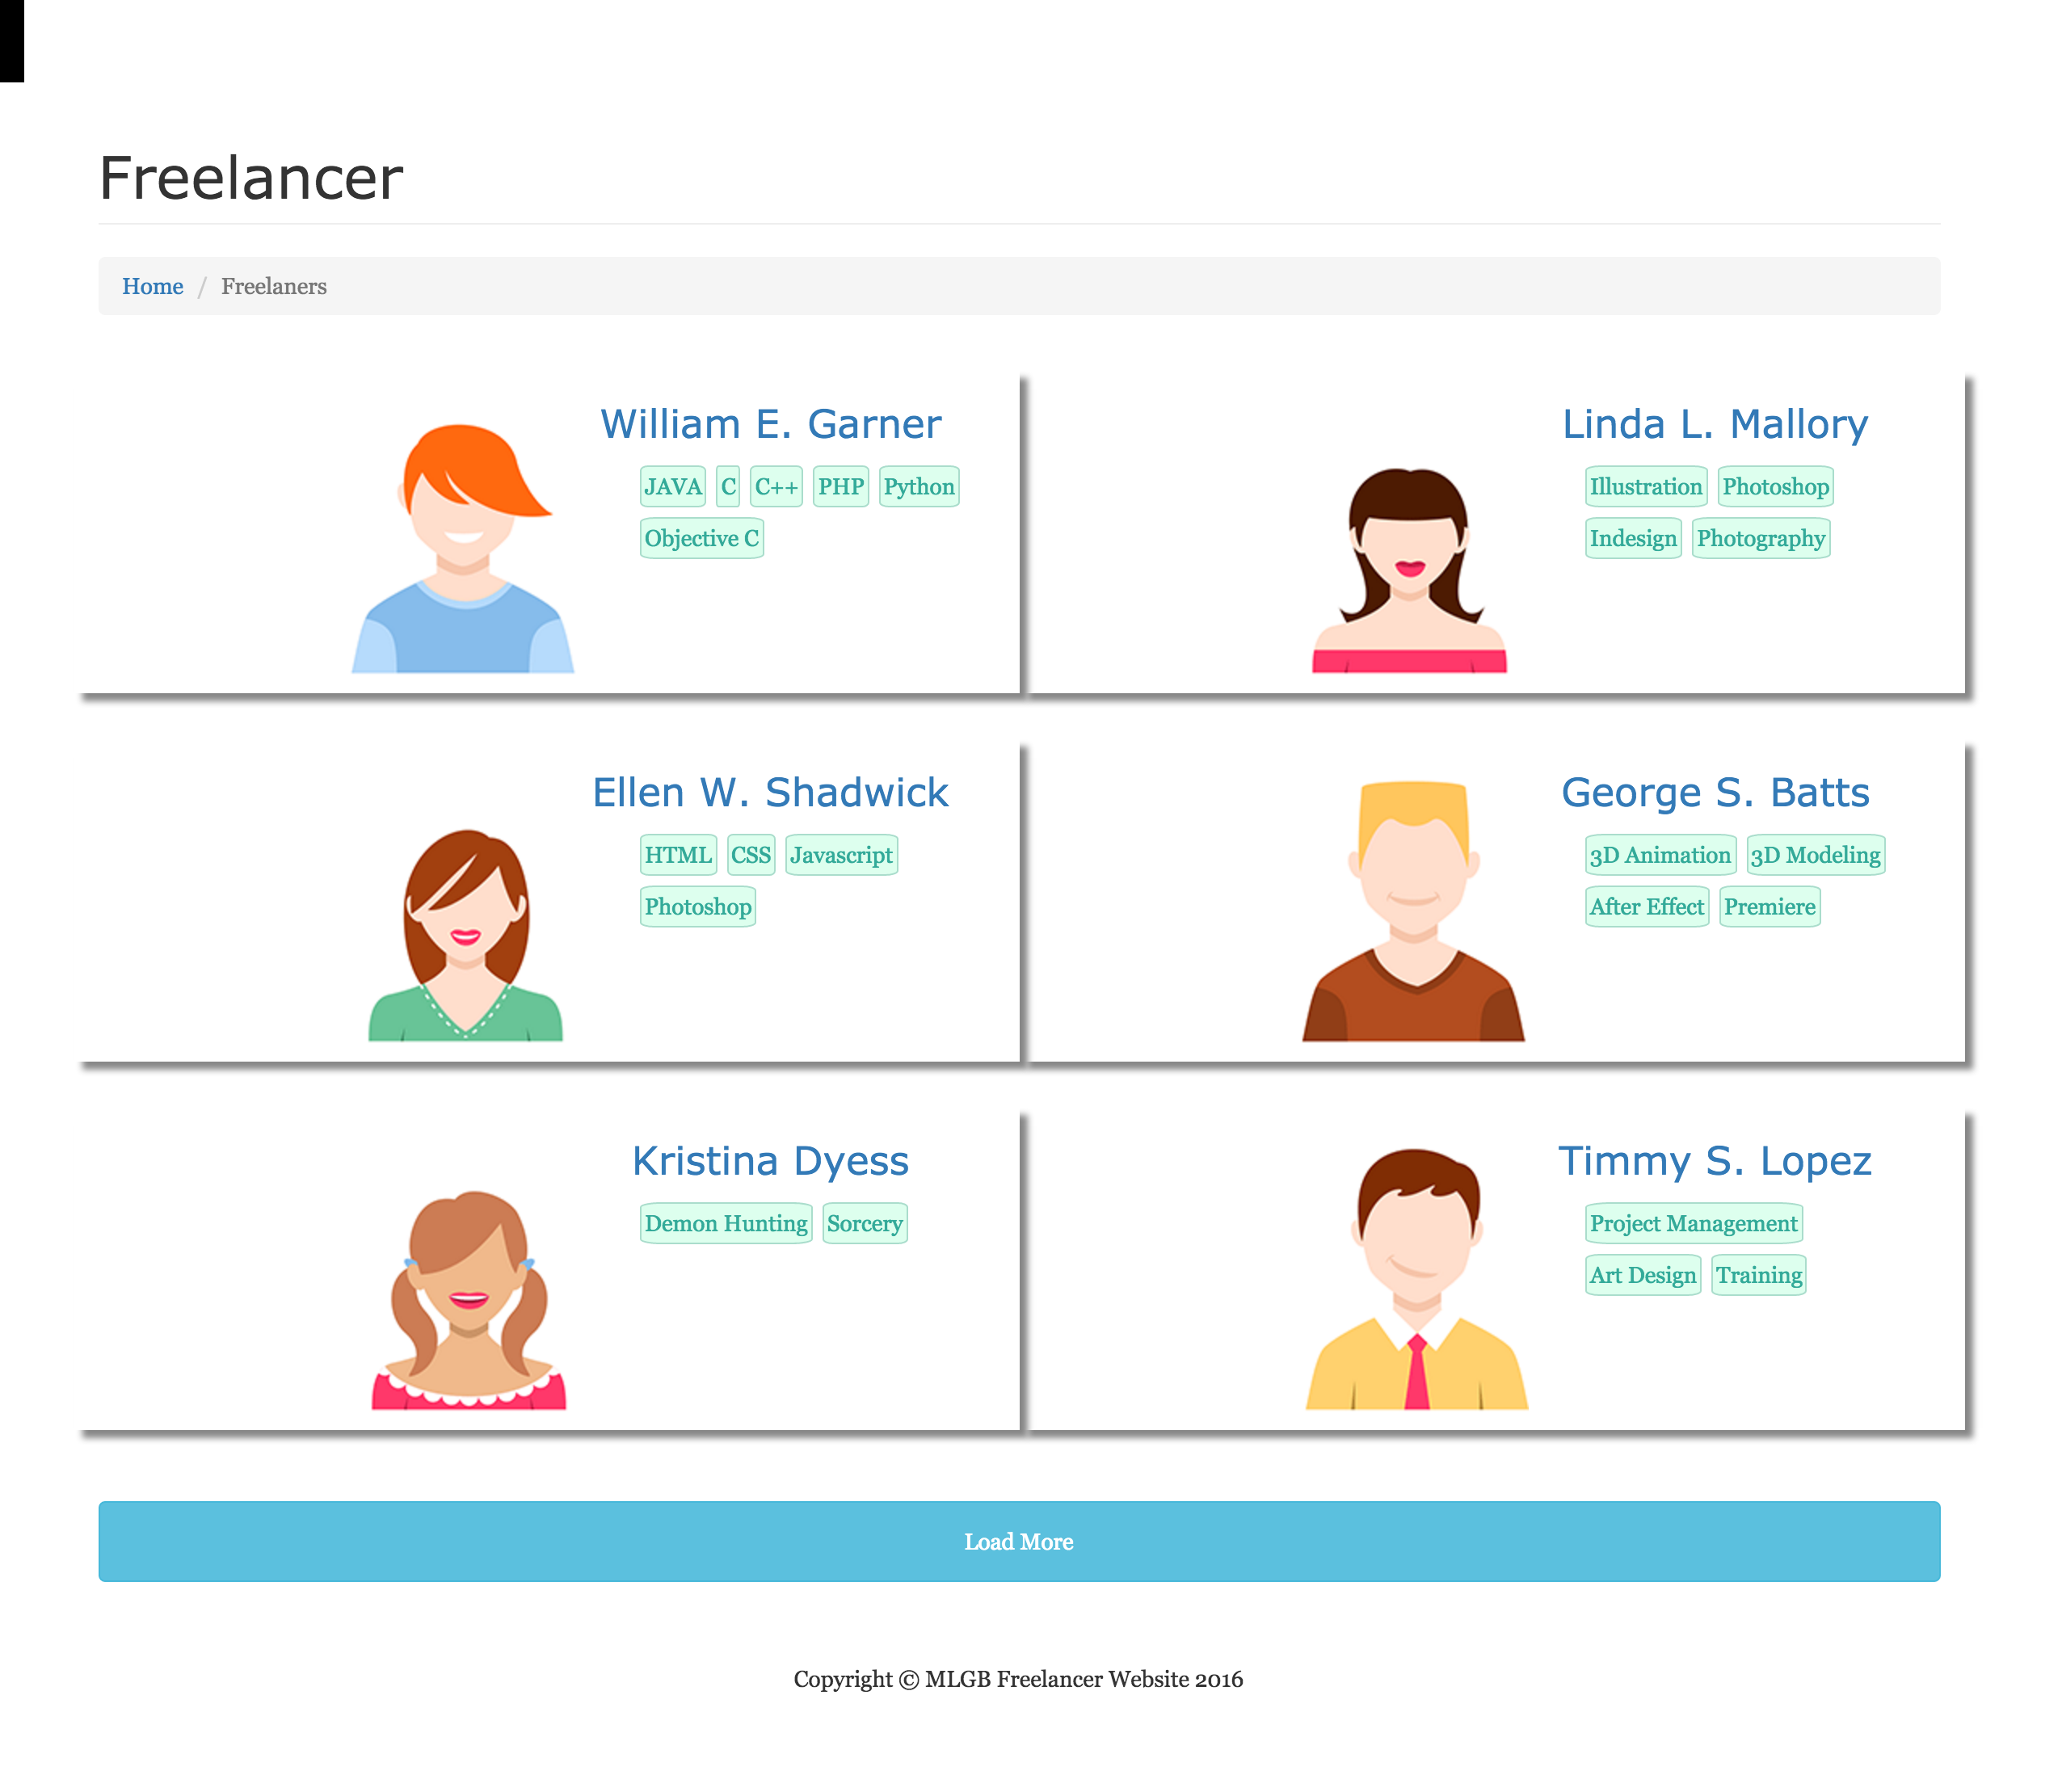 Freelancer
Home / Freelaners
William E. Garner
JAVA C C++ PHP Python
Objective C
Linda L. Mallory
Illustration Photoshop
Indesign Photography
Ellen W. Shadwick
HTML CSS Javascript
Photoshop
George S. Batts
3D Animation 3D Modeling
After Effect Premiere
Kristina Dyess
Demon Hunting Sorcery
Timmy S. Lopez
Project Management
Art Design Training
Load More
Copyright © MLGB Freelancer Website 2016